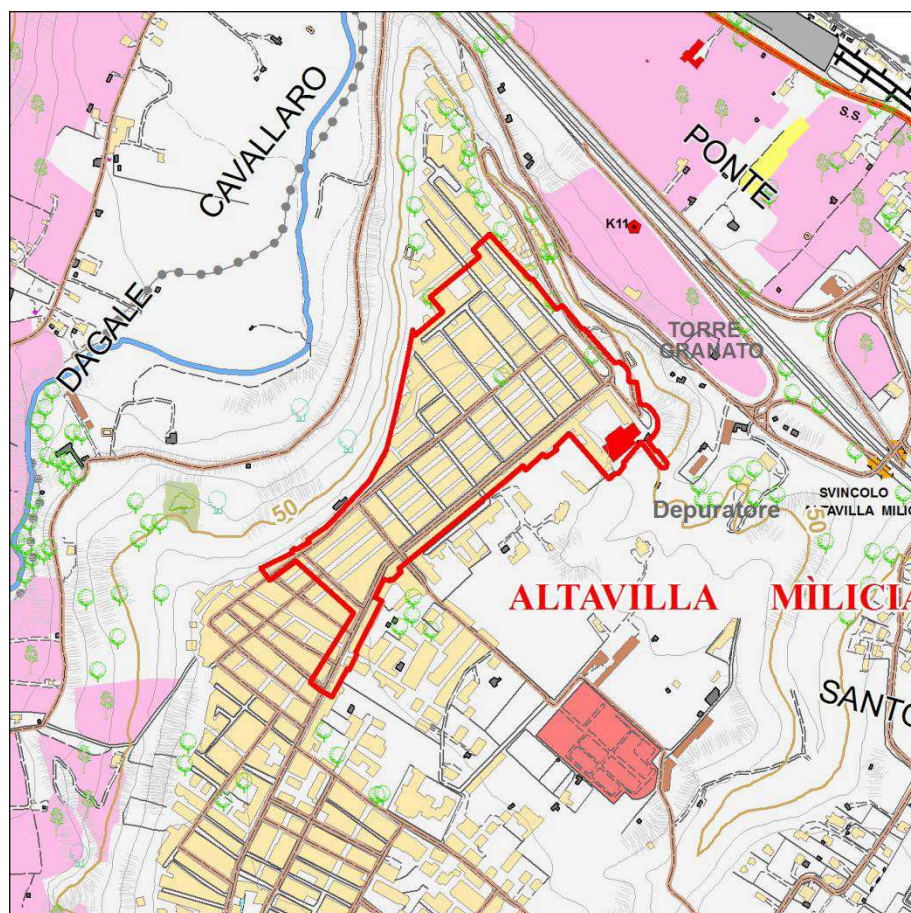 CAVALLARO
DAGALE
PONTE
S.S.
K11
TORRE
GRANATO
50
SVINCOLO
ALTAVILLA MILIC
50
Depuratore
ALTAVILLA MÌLICIA
SANTO